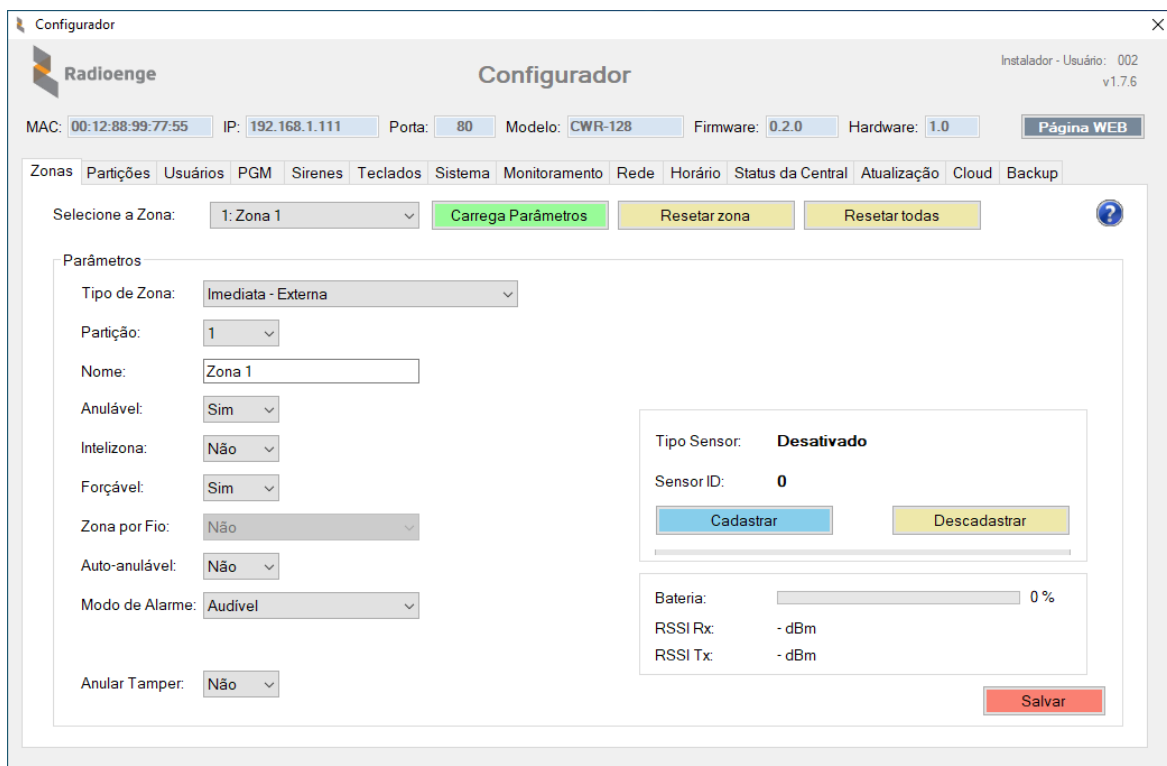 Configurador
Radioenge
Configurador
Instalador - Usuário: 002
v1.7.6
MAC: 00:12:88:99:77:55 IP: 192.168.1.111 Porta: 80 Modelo: CWR-128 Firmware: 0.2.0 Hardware: 1.0 Página WEB
Zonas Partições Usuários PGM Sirenes Teclados Sistema Monitoramento Rede Horário Status da Central Atualização Cloud Backup
Selecione a Zona: 1: Zona 1 Carrega Parâmetros Resetar zona Resetar todas ?
Parâmetros
Tipo de Zona: Imediata - Externa
Partição: 1
Nome: Zona 1
Anulável: Sim
Intelizona: Não
Forçável: Sim
Zona por Fio: Não
Auto-anulável: Não
Modo de Alarme: Audível
Anular Tamper: Não
Tipo Sensor: Desativado
Sensor ID: 0
Cadastrar Descadastrar
Bateria: 0 %
RSSI Rx: - dBm
RSSI Tx: - dBm
Salvar